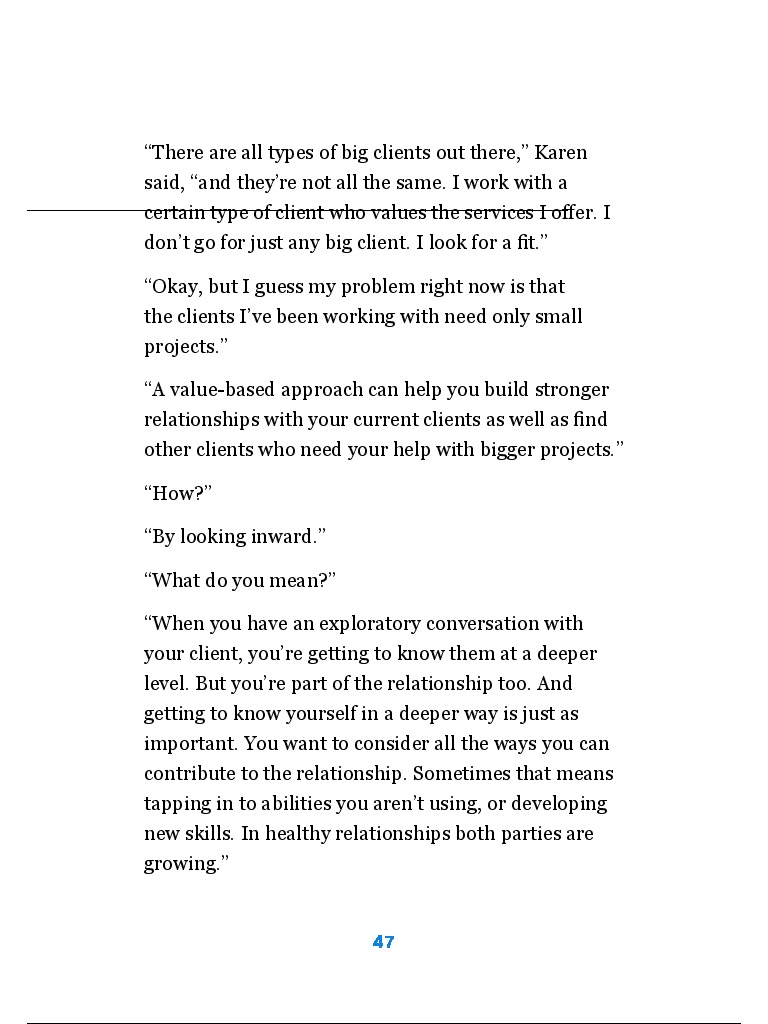 “There are all types of big clients out there,” Karen
said, “and they’re not all the same. I work with a
certain type of client who values the services I offer. I
don’t go for just any big client. I look for a fit.”
“Okay, but I guess my problem right now is that
the clients I’ve been working with need only small
projects.”
“A value-based approach can help you build stronger
relationships with your current clients as well as find
other clients who need your help with bigger projects.”
“How?”
“By looking inward.”
“What do you mean?”
“When you have an exploratory conversation with
your client, you’re getting to know them at a deeper
level. But you’re part of the relationship too. And
getting to know yourself in a deeper way is just as
important. You want to consider all the ways you can
contribute to the relationship. Sometimes that means
tapping in to abilities you aren’t using, or developing
new skills. In healthy relationships both parties are
growing.”
47